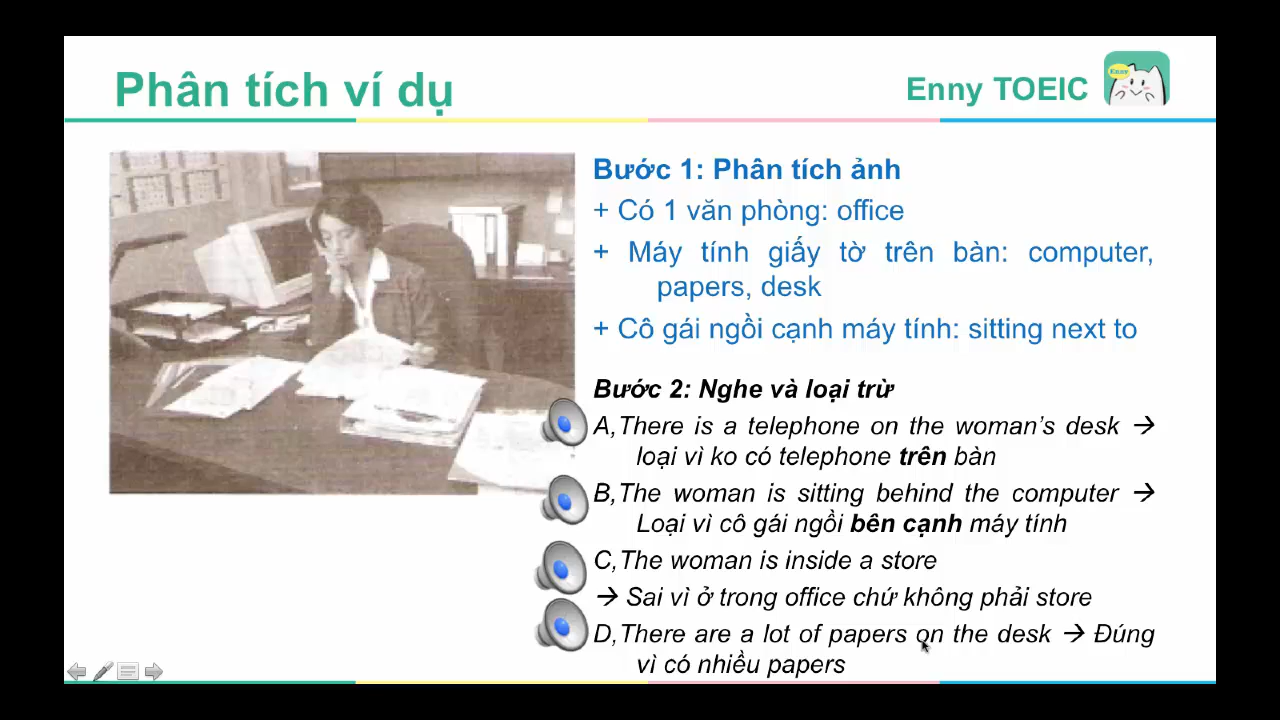 Phân tích ví dụ
Enny TOEIC
Enny
Bước 1: Phân tích ảnh
+ Có 1 văn phòng: office
+ Máy tính giấy tờ trên bàn: computer,
papers, desk
+ Cô gái ngồi cạnh máy tính: sitting next to
Bước 2: Nghe và loại trừ
A,There is a telephone on the woman’s desk →
loại vì ko có telephone trên bàn
B,The woman is sitting behind the computer →
Loại vì cô gái ngồi bên cạnh máy tính
C,The woman is inside a store
→ Sai vì ở trong office chứ không phải store
D,There are a lot of papers on the desk → Đúng
vì có nhiều papers